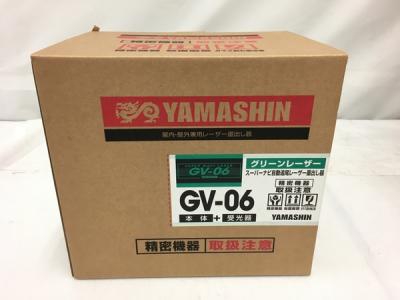 YAMASHIN
屋内・屋外兼用レーザー墨出し器
GV-06
グリーンレーザー
スーパーナビ自動追尾レーザー墨出し器
GV-06
本体+受光器
精密機器
取扱注意
YAMASHIN
精密機器 取扱注意